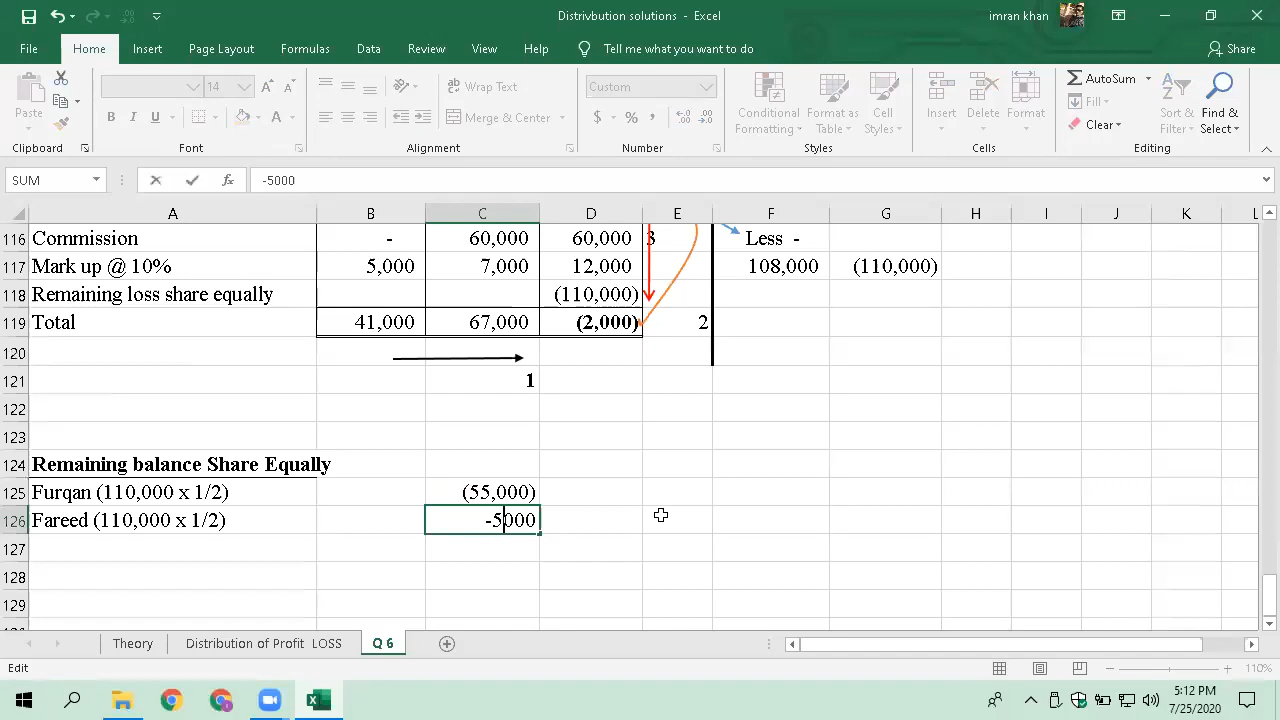 Distrivbution solutions - Excel
imran khan
File Home Insert Page Layout Formulas Data Review View Help Tell me what you want to do Share
Paste
14
B I U
Wrap Text
Merge & Center
Custom
$ % ,
Conditional Formatting
Format as Table
Cell Styles
Insert
Delete
Format
AutoSum
Fill
Clear
Sort & Filter
Find & Select
Clipboard Font Alignment Number Styles Cells Editing
SUM fx -5000
A B C D E F G H I J K L
116 Commission - 60,000 60,000 3 Less -
117 Mark up @ 10% 5,000 7,000 12,000 108,000 (110,000)
118 Remaining loss share equally (110,000)
119 Total 41,000 67,000 (2,000) 2
120
121 1
122
123
124 Remaining balance Share Equally
125 Furqan (110,000 x 1/2) (55,000)
126 Fareed (110,000 x 1/2) -5000
127
128
129
Theory Distribution of Profit LOSS Q 6
Edit 110%
5:12 PM
7/25/2020